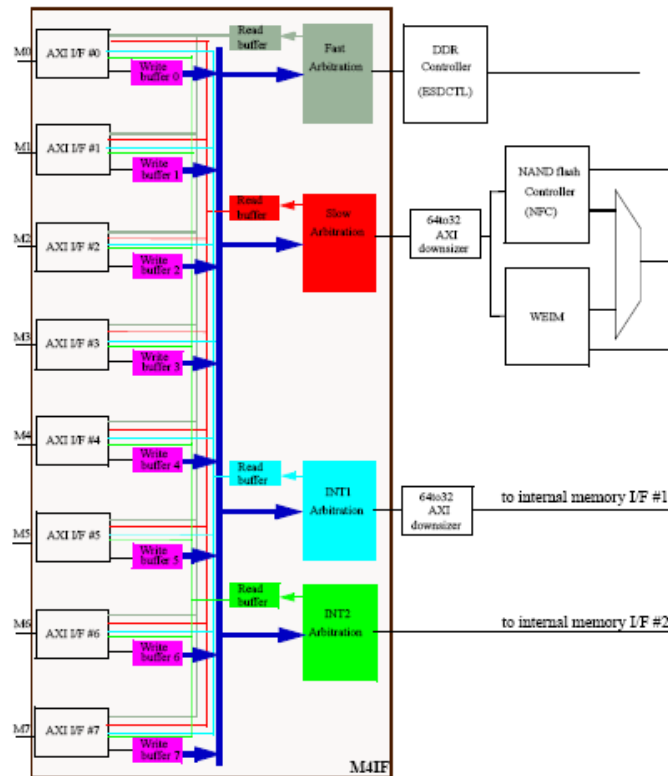 M0
AXI I/F #0
Write
buffer 0
Read
buffer
Fast
Arbitration
DDR
Controller
(ESDCTL)
M1
AXI I/F #1
Write
buffer 1
NAND flash
Controller
(NFC)
M2
AXI I/F #2
Write
buffer 2
Read
buffer
Slow
Arbitration
64to32
AXI
downsizer
WEIM
M3
AXI I/F #3
Write
buffer 3
M4
AXI I/F #4
Write
buffer 4
Read
buffer
INT1
Arbitration
64to32
AXI
downsizer
to internal memory I/F #1
M5
AXI I/F #5
Write
buffer 5
M6
AXI I/F #6
Write
buffer 6
Read
buffer
INT2
Arbitration
to internal memory I/F #2
M7
AXI I/F #7
Write
buffer 7
M4IF